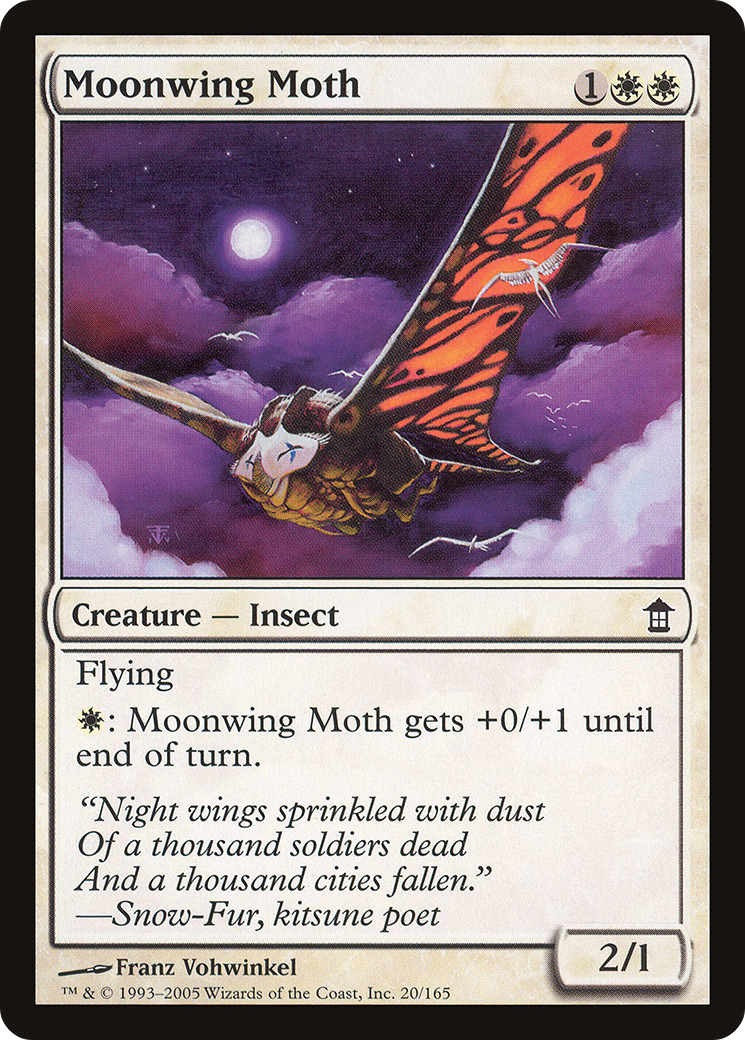 Moonwing Moth
1
Creature — Insect
Flying
: Moonwing Moth gets +0/+1 until
end of turn.
“Night wings sprinkled with dust
Of a thousand soldiers dead
And a thousand cities fallen.”
—Snow-Fur, kitsune poet
2/1
Franz Vohwinkel
™ & © 1993–2005 Wizards of the Coast, Inc. 20/165